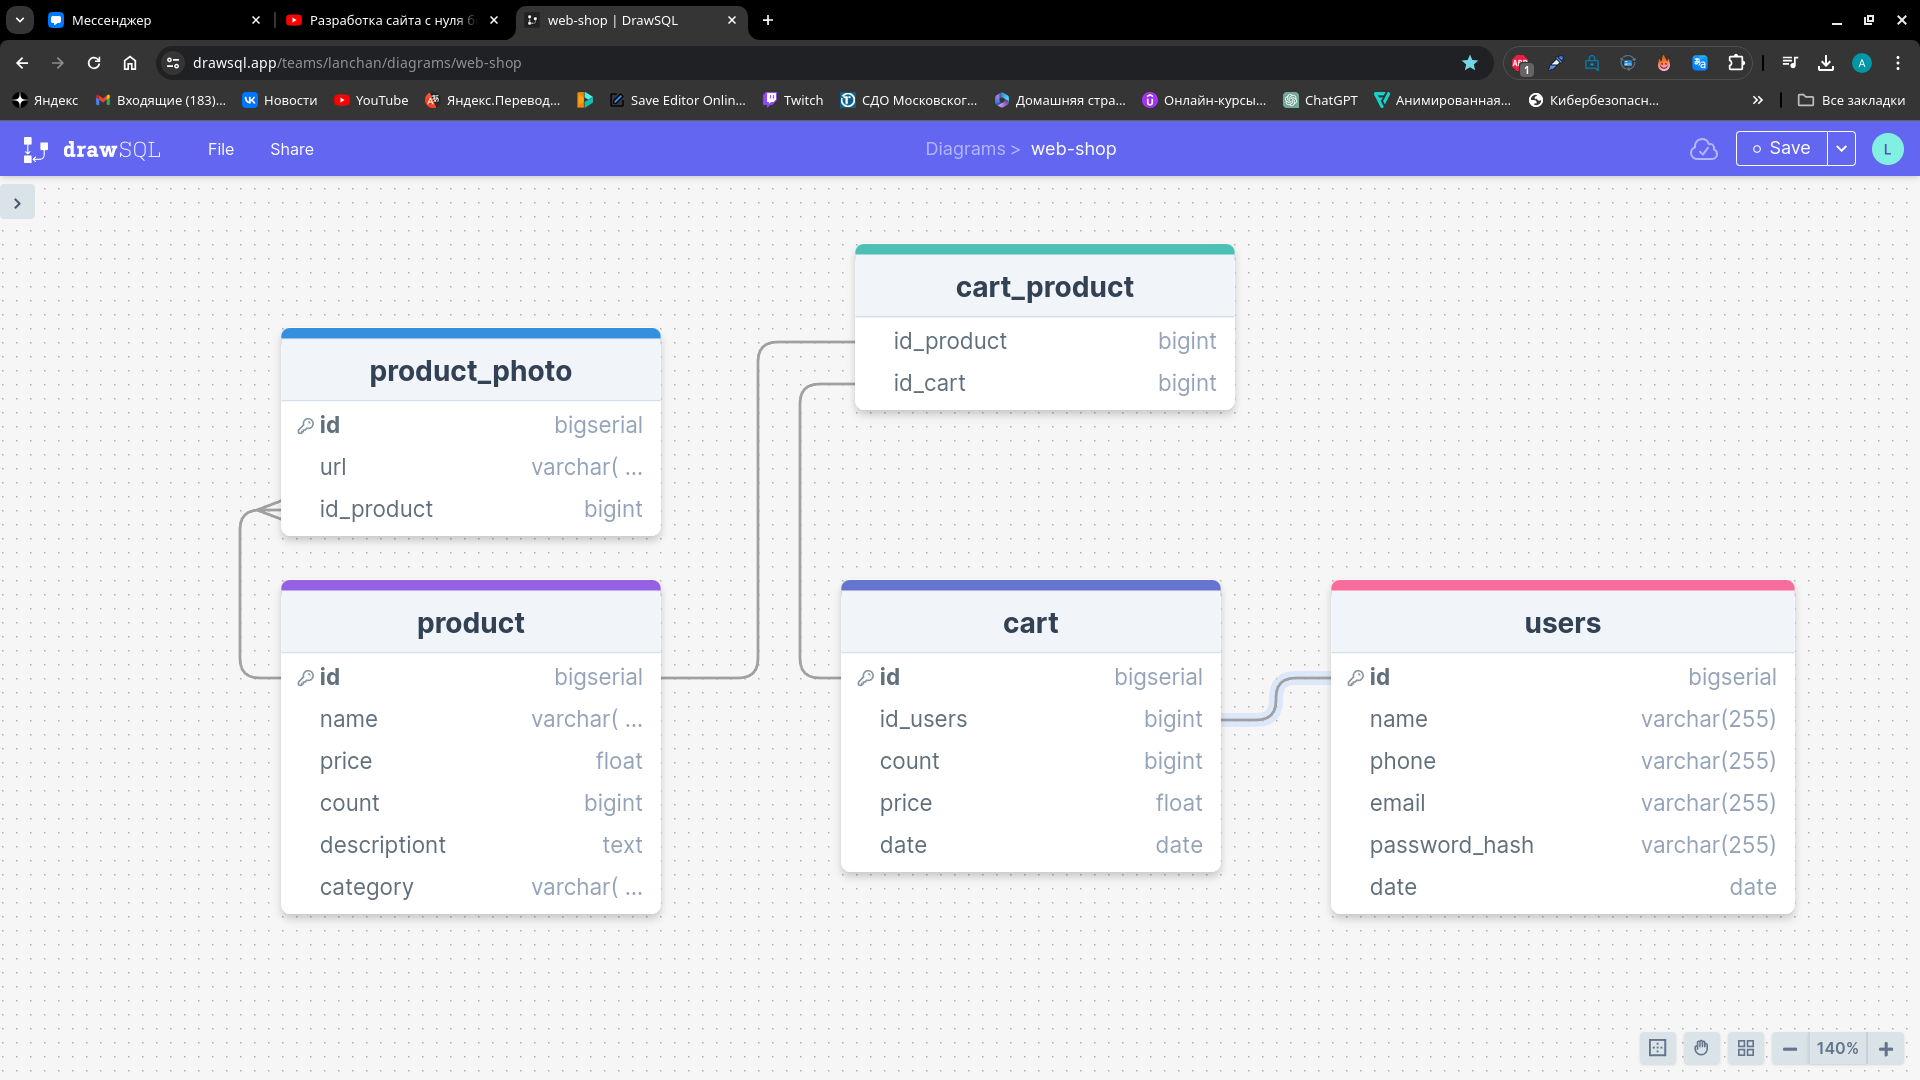 Мессенджер
Разработка сайта с нуля б
web-shop | DrawSQL
drawsql.app/teams/lanchan/diagrams/web-shop
1
A
Яндекс
Входящие (183)...
Новости
YouTube
Яндекс.Перевод...
Save Editor Onlin...
Twitch
СДО Московског...
Домашняя стра...
Онлайн-курсы...
ChatGPT
Анимированная...
Кибербезопасн...
Все закладки
drawSQL
File
Share
Diagrams > web-shop
Save
L
cart_product
id_product bigint
id_cart bigint
product_photo
id bigserial
url varchar( ...
id_product bigint
product
id bigserial
name varchar( ...
price float
count bigint
descriptiont text
category varchar( ...
cart
id bigserial
id_users bigint
count bigint
price float
date date
users
id bigserial
name varchar(255)
phone varchar(255)
email varchar(255)
password_hash varchar(255)
date date
140%